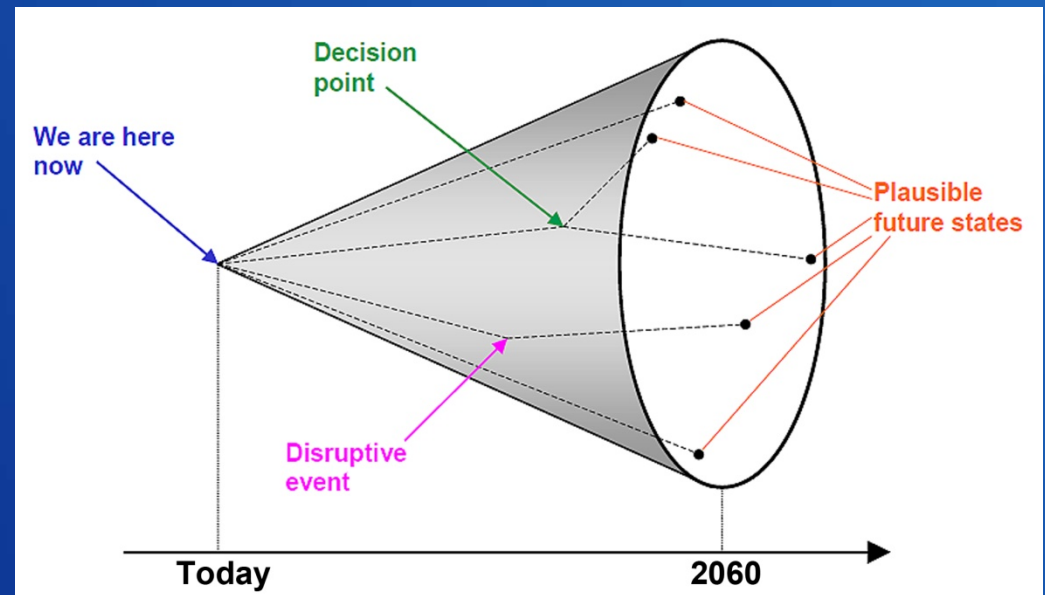 Decision
point
We are here
now
Plausible
future states
Disruptive
event
Today
2060